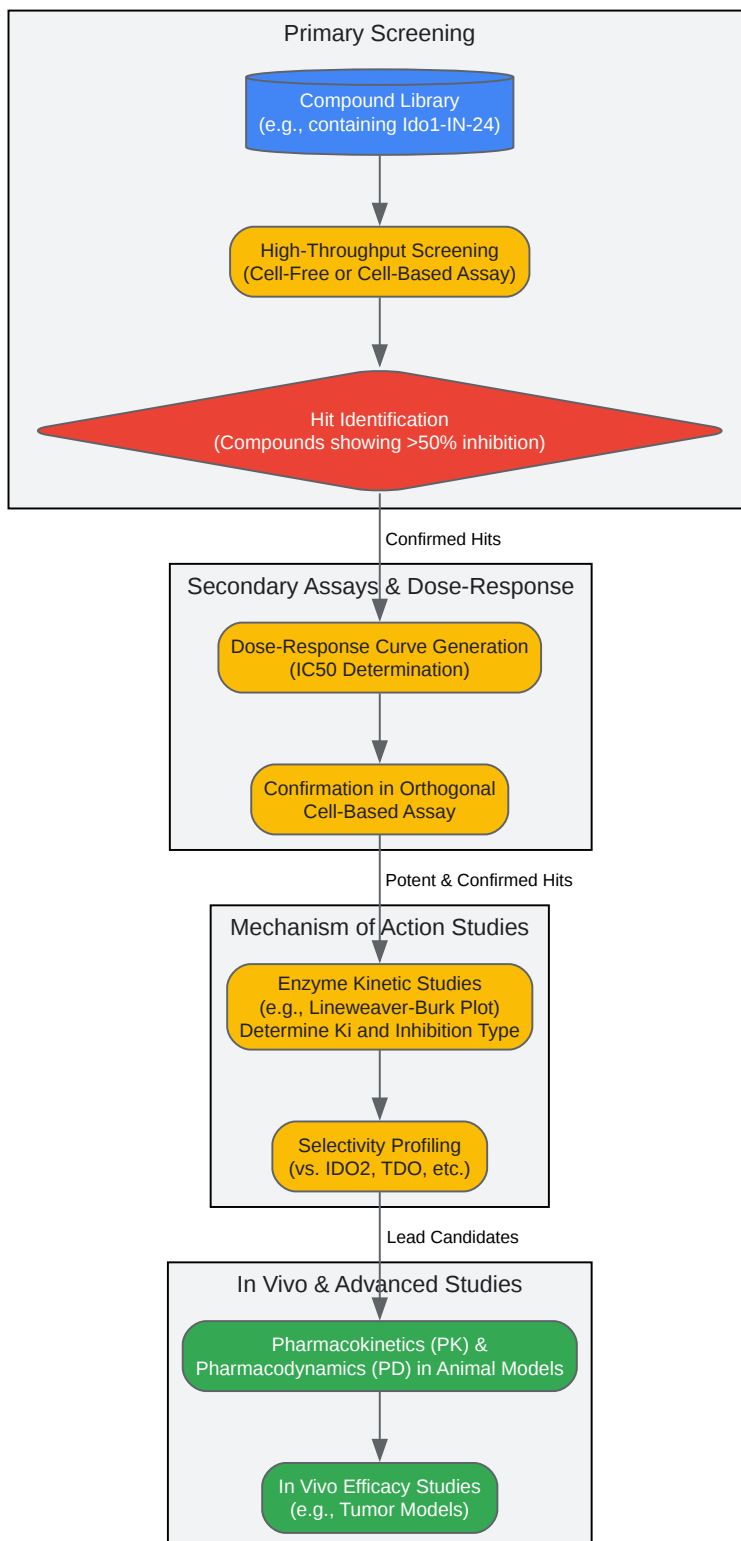 Primary Screening
Compound Library
(e.g., containing Ido1-IN-24)
High-Throughput Screening
(Cell-Free or Cell-Based Assay)
Hit Identification
(Compounds showing >50% inhibition)
Confirmed Hits
Secondary Assays & Dose-Response
Dose-Response Curve Generation
(IC50 Determination)
Confirmation in Orthogonal
Cell-Based Assay
Potent & Confirmed Hits
Mechanism of Action Studies
Enzyme Kinetic Studies
(e.g., Lineweaver-Burk Plot)
Determine Ki and Inhibition Type
Selectivity Profiling
(vs. IDO2, TDO, etc.)
Lead Candidates
In Vivo & Advanced Studies
Pharmacokinetics (PK) &
Pharmacodynamics (PD) in Animal Models
In Vivo Efficacy Studies
(e.g., Tumor Models)